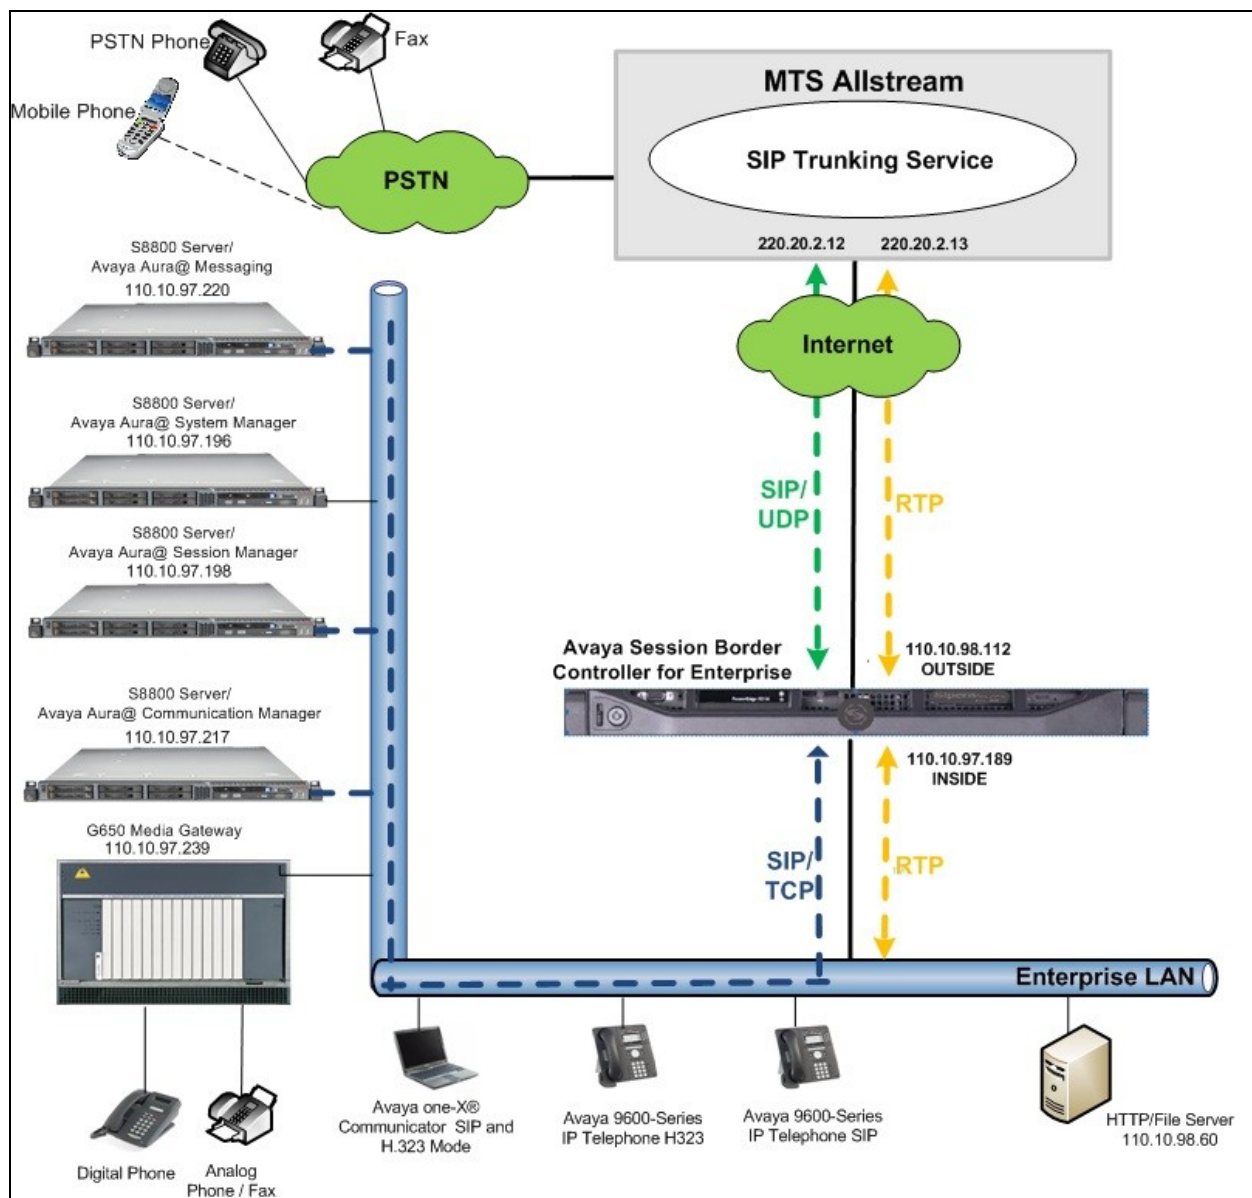 PSTN Phone
Fax
Mobile Phone
PSTN
MTS Allstream
SIP Trunking Service
220.20.2.12
220.20.2.13
S8800 Server/
Avaya Aura@ Messaging
110.10.97.220
Internet
S8800 Server/
Avaya Aura@ System Manager
110.10.97.196
SIP/
UDP
RTP
S8800 Server/
Avaya Aura@ Session Manager
110.10.97.198
Avaya Session Border
Controller for Enterprise
110.10.98.112
OUTSIDE
S8800 Server/
Avaya Aura@ Communication Manager
110.10.97.217
110.10.97.189
INSIDE
G650 Media Gateway
110.10.97.239
SIP/
TCP
RTP
Enterprise LAN
Digital Phone
Analog
Phone / Fax
Avaya one-X®
Communicator SIP and
H.323 Mode
Avaya 9600-Series
IP Telephone H323
Avaya 9600-Series
IP Telephone SIP
HTTP/File Server
110.10.98.60